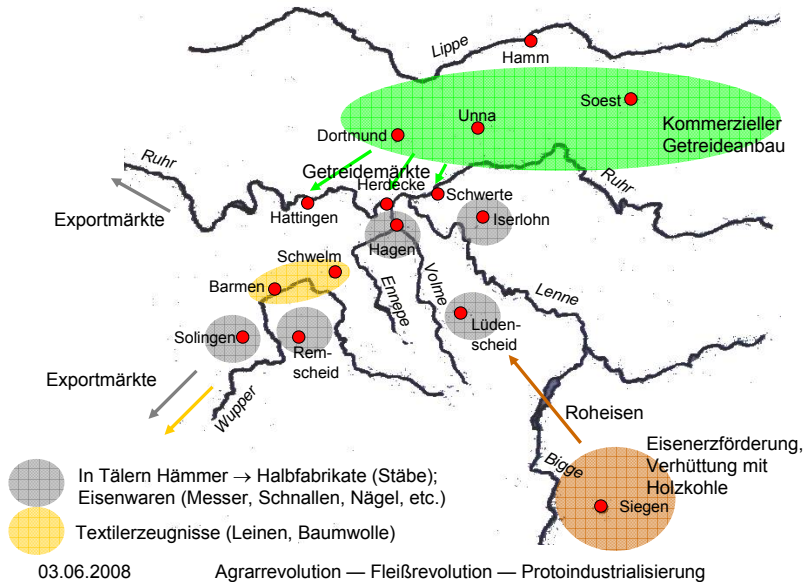 Lippe
Hamm
Soest
Unna
Kommerzieller
Getreideanbau
Dortmund
Ruhr
Getreidemärkte
Ruhr
Herdecke
Schwerte
Exportmärkte
Hattingen
Iserlohn
Hagen
Schwelm
Barmen
Ennepe
Volme
Lenne
Solingen
Rem-
scheid
Lüden-
scheid
Exportmärkte
Wupper
Roheisen
Eisenerzförderung,
Verhüttung mit
Holzkohle
Bigge
Siegen
In Tälern Hämmer → Halbfabrikate (Stäbe);
Eisenwaren (Messer, Schnallen, Nägel, etc.)
Textilerzeugnisse (Leinen, Baumwolle)
03.06.2008 Agrarrevolution — Fleißrevolution — Protoindustrialisierung